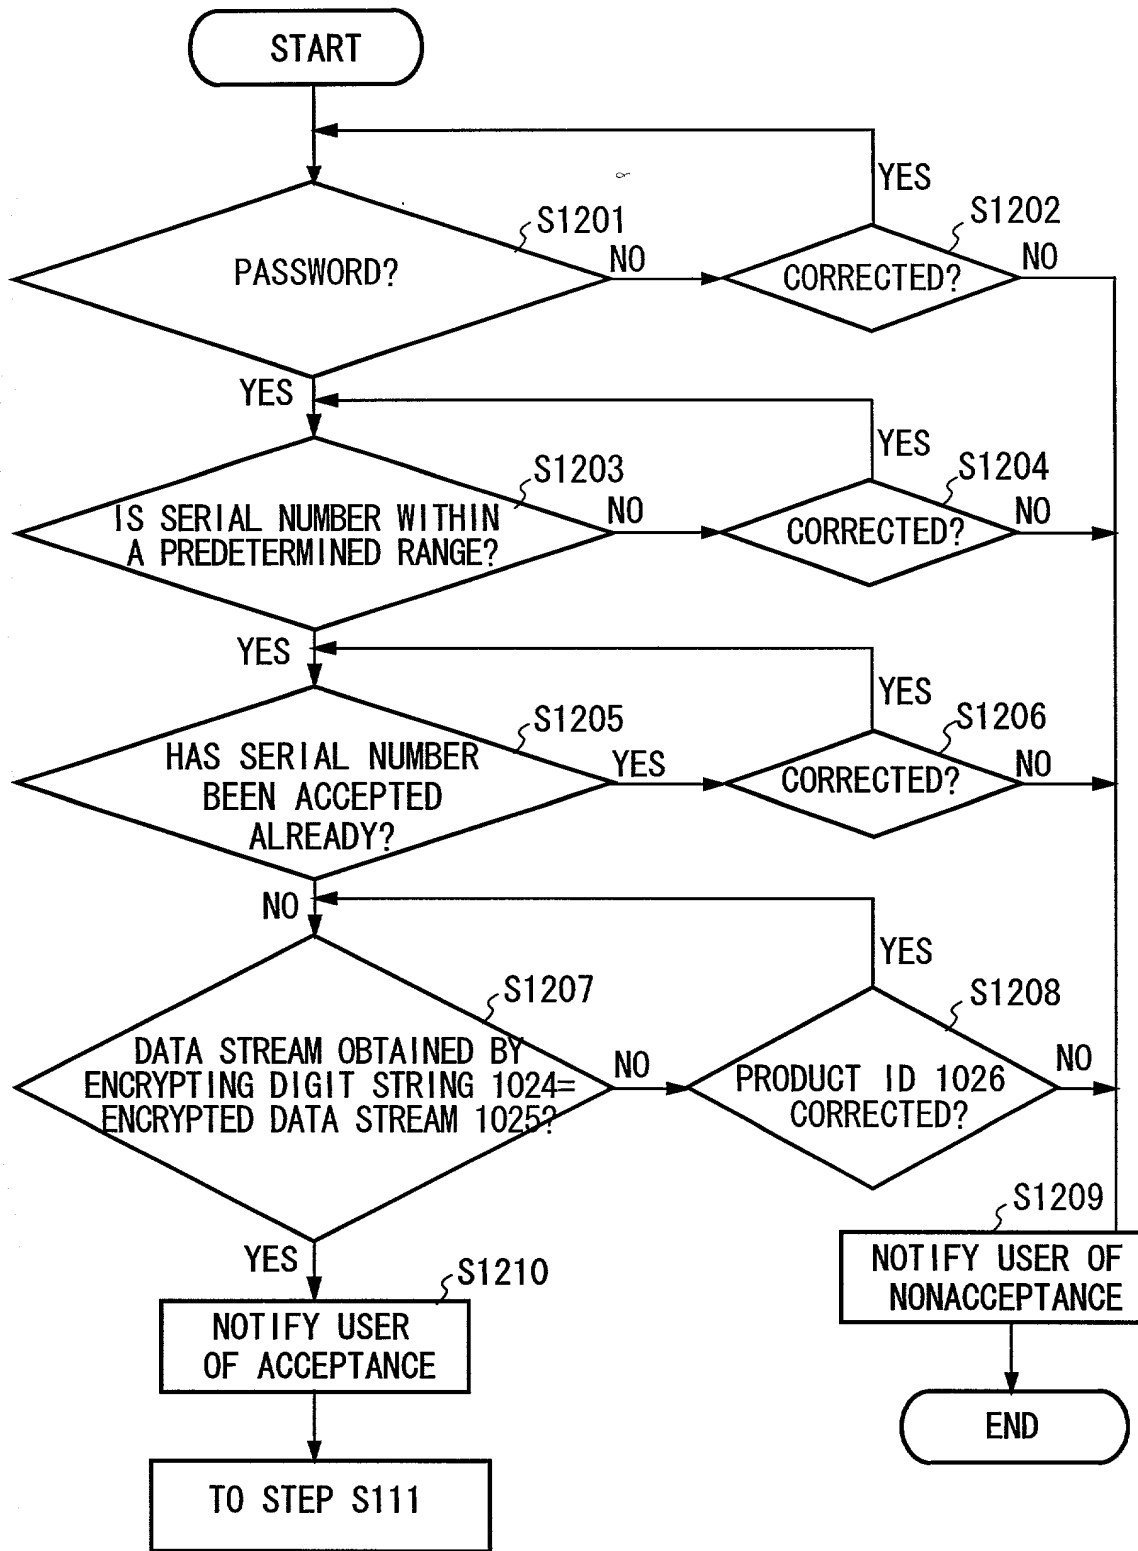 START
YES
S1201
S1202
PASSWORD?
NO
CORRECTED?
NO
YES
YES
S1203
S1204
IS SERIAL NUMBER WITHIN
A PREDETERMINED RANGE?
NO
CORRECTED?
NO
YES
YES
S1205
S1206
HAS SERIAL NUMBER
BEEN ACCEPTED
ALREADY?
YES
CORRECTED?
NO
NO
YES
S1207
S1208
DATA STREAM OBTAINED BY
ENCRYPTING DIGIT STRING 1024=
ENCRYPTED DATA STREAM 1025?
NO
PRODUCT ID 1026
CORRECTED?
NO
YES
S1209
NOTIFY USER OF
NONACCEPTANCE
S1210
NOTIFY USER
OF ACCEPTANCE
END
TO STEP S111